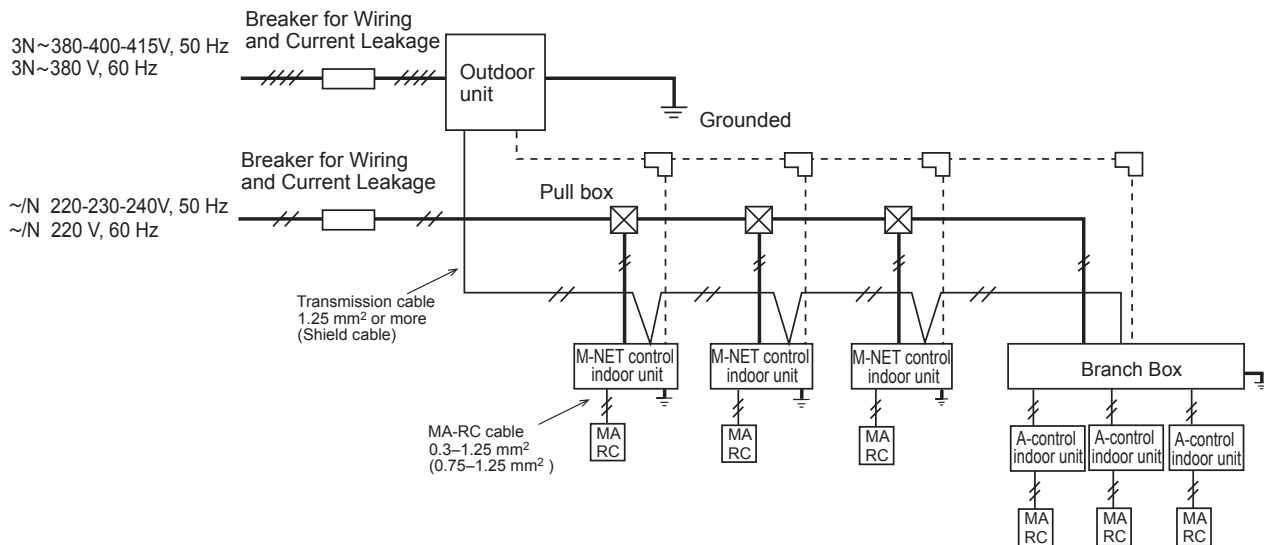 Breaker for Wiring
and Current Leakage
3N~380-400-415V, 50 Hz
3N~380 V, 60 Hz
Outdoor
unit
Grounded
Breaker for Wiring
and Current Leakage
Pull box
~/N 220-230-240V, 50 Hz
~/N 220 V, 60 Hz
Transmission cable
1.25 mm² or more
(Shield cable)
M-NET control
indoor unit
M-NET control
indoor unit
M-NET control
indoor unit
Branch Box
MA-RC cable
0.3–1.25 mm²
(0.75–1.25 mm² )
MA
RC
MA
RC
MA
RC
A-control
indoor unit
A-control
indoor unit
A-control
indoor unit
MA
RC
MA
RC
MA
RC